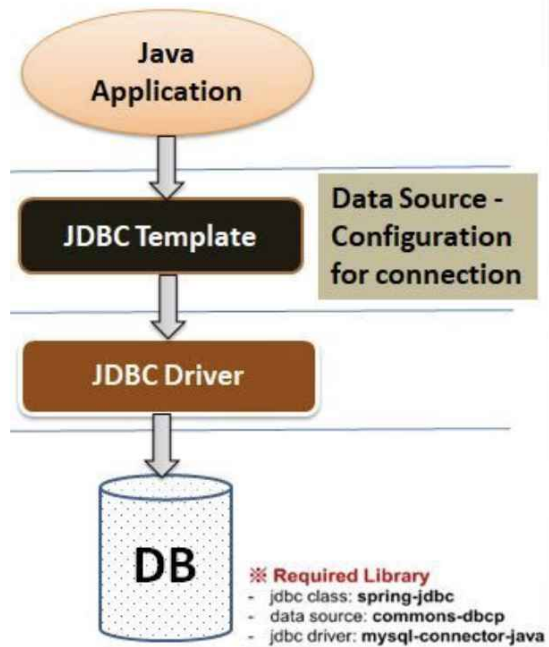 Java
Application
JDBC Template
Data Source -
Configuration
for connection
JDBC Driver
DB
※ Required Library
- jdbc class: spring-jdbc
- data source: commons-dbcp
- jdbc driver: mysql-connector-java